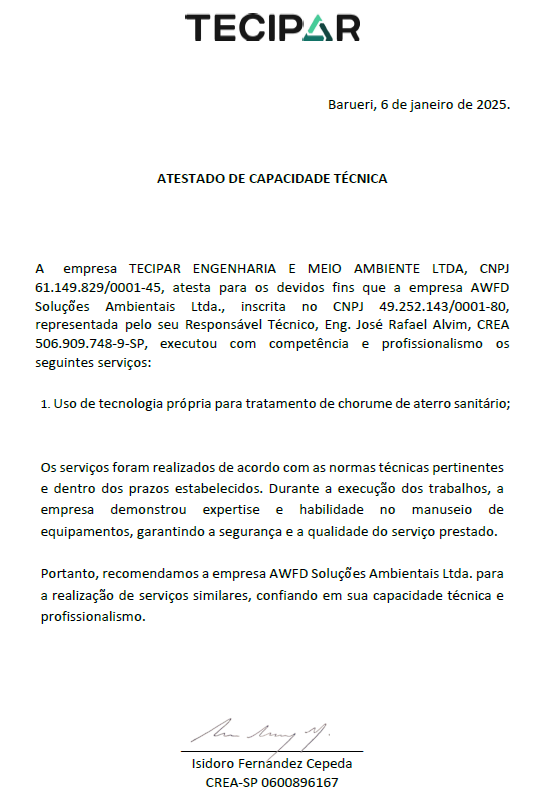 TECIPAR
Barueri, 6 de janeiro de 2025.
ATESTADO DE CAPACIDADE TÉCNICA
A empresa TECIPAR ENGENHARIA E MEIO AMBIENTE LTDA, CNPJ
61.149.829/0001-45, atesta para os devidos fins que a empresa AWFD
Soluções Ambientais Ltda., inscrita no CNPJ 49.252.143/0001-80,
representada pelo seu Responsável Técnico, Eng. José Rafael Alvim, CREA
506.909.748-9-SP, executou com competência e profissionalismo os
seguintes serviços:
1. Uso de tecnologia própria para tratamento de chorume de aterro sanitário;
Os serviços foram realizados de acordo com as normas técnicas pertinentes
e dentro dos prazos estabelecidos. Durante a execução dos trabalhos, a
empresa demonstrou expertise e habilidade no manuseio de
equipamentos, garantindo a segurança e a qualidade do serviço prestado.
Portanto, recomendamos a empresa AWFD Soluções Ambientais Ltda. para
a realização de serviços similares, confiando em sua capacidade técnica e
profissionalismo.
Isidoro Fernandez Cepeda
CREA-SP 0600896167